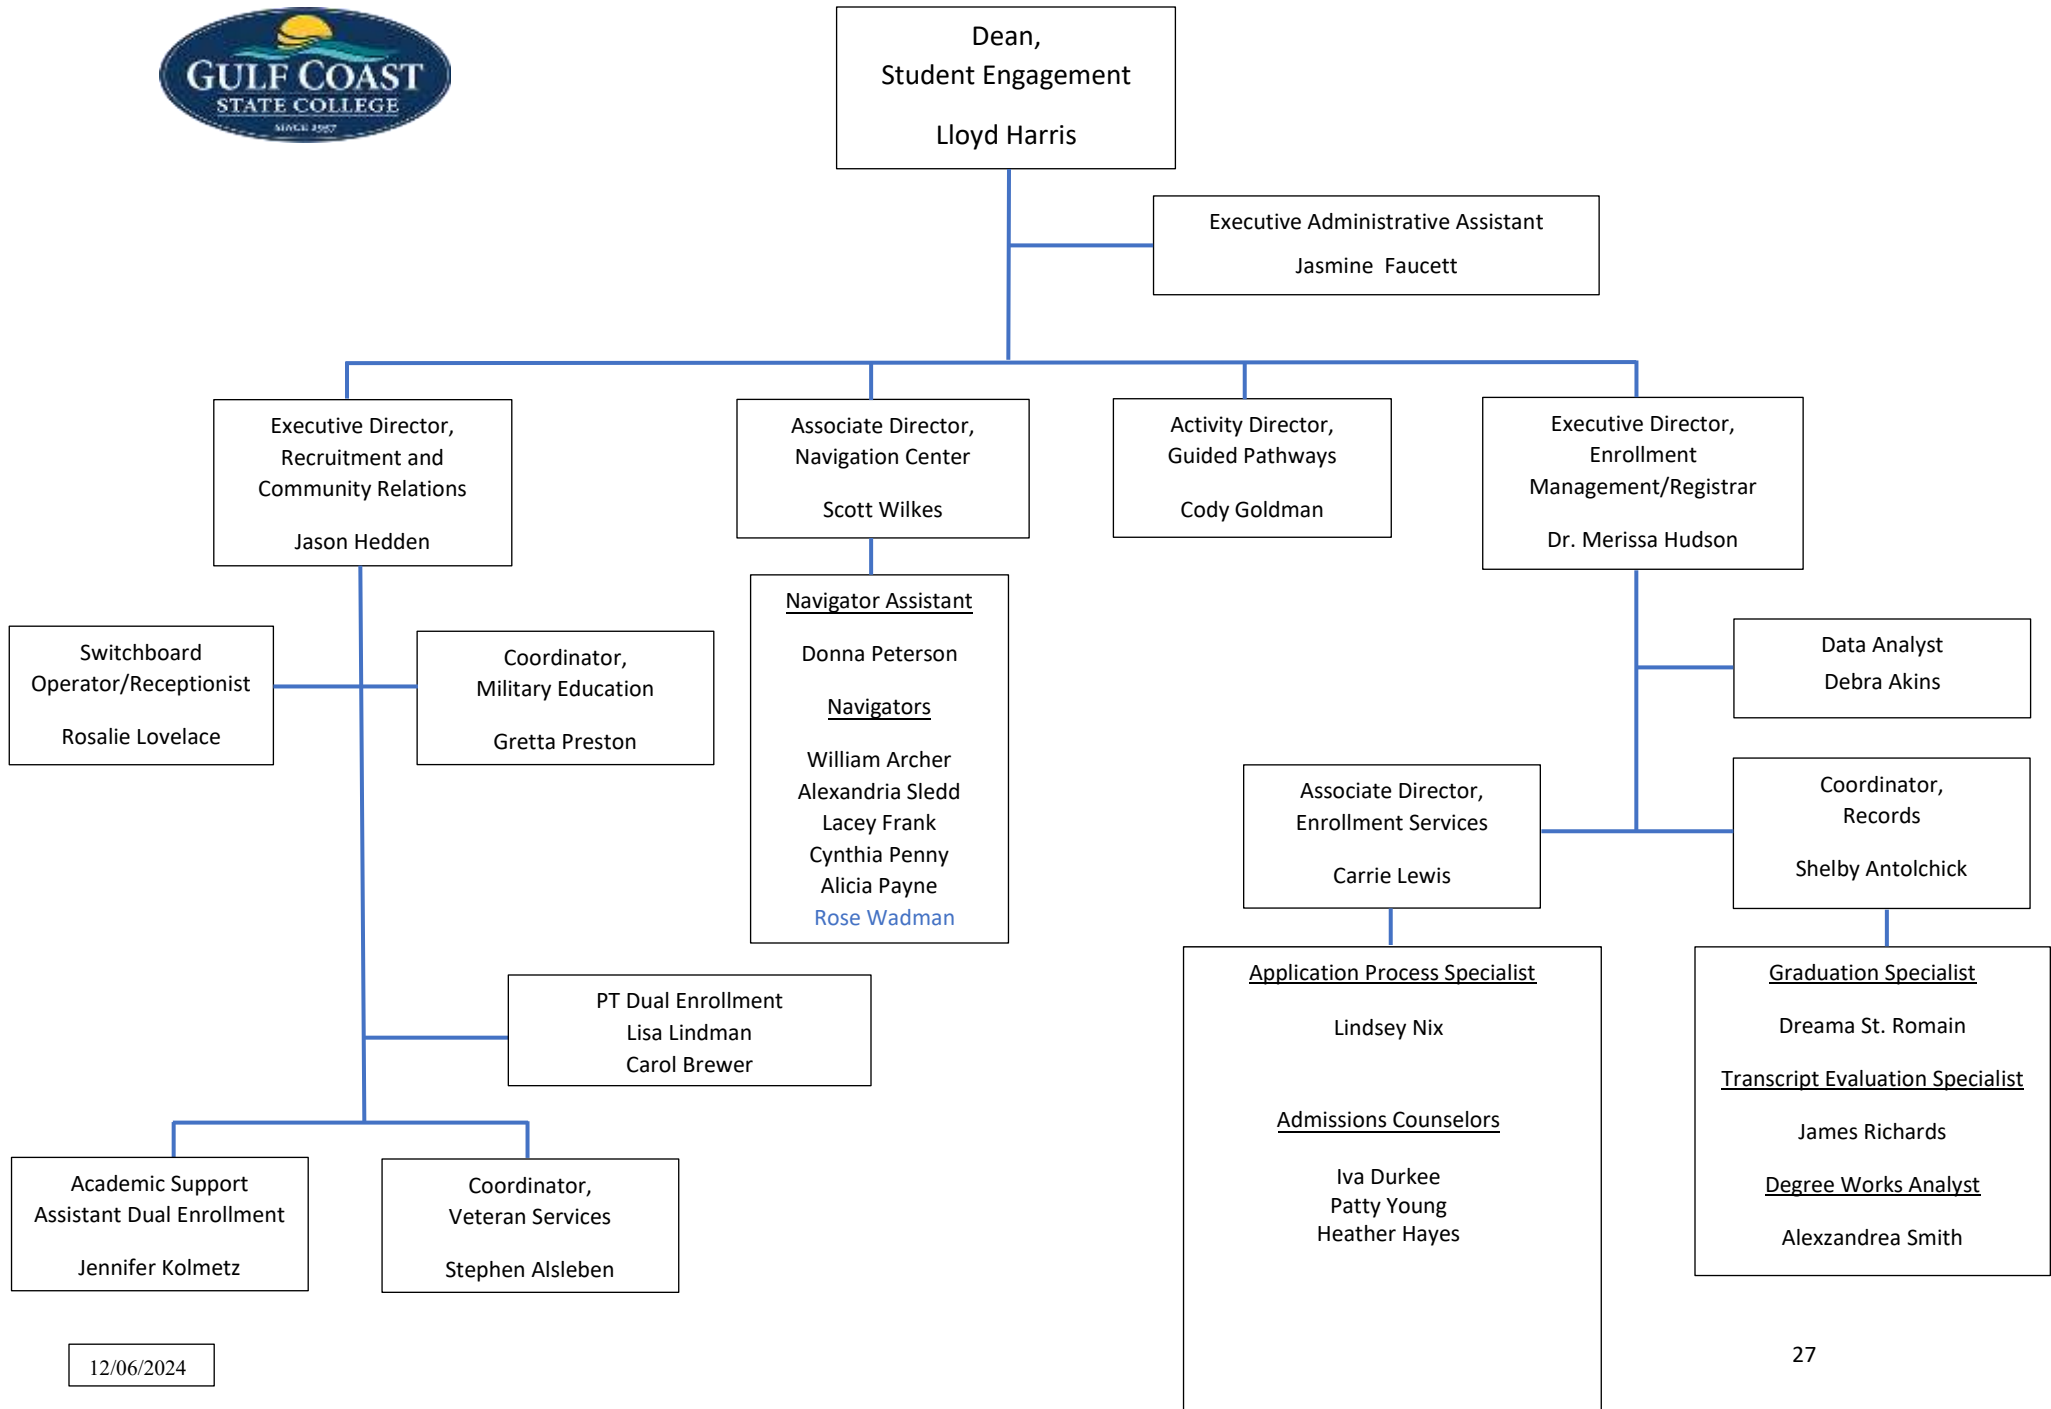 GULF COAST
STATE COLLEGE
SINCE 1957
Dean,
Student Engagement
Lloyd Harris
Executive Administrative Assistant
Jasmine  Faucett
Executive Director,
Recruitment and
Community Relations
Jason Hedden
Associate Director,
Navigation Center
Scott Wilkes
Activity Director,
Guided Pathways
Cody Goldman
Executive Director,
Enrollment
Management/Registrar
Dr. Merissa Hudson
Switchboard
Operator/Receptionist
Rosalie Lovelace
Coordinator,
Military Education
Gretta Preston
Navigator Assistant
Donna Peterson
Navigators
William Archer
Alexandria Sledd
Lacey Frank
Cynthia Penny
Alicia Payne
Rose Wadman
Data Analyst
Debra Akins
Associate Director,
Enrollment Services
Carrie Lewis
Coordinator,
Records
Shelby Antolchick
PT Dual Enrollment
Lisa Lindman
Carol Brewer
Application Process Specialist
Lindsey Nix
Admissions Counselors
Iva Durkee
Patty Young
Heather Hayes
Graduation Specialist
Dreama St. Romain
Transcript Evaluation Specialist
James Richards
Degree Works Analyst
Alexzandrea Smith
Academic Support
Assistant Dual Enrollment
Jennifer Kolmetz
Coordinator,
Veteran Services
Stephen Alsleben
12/06/2024
27